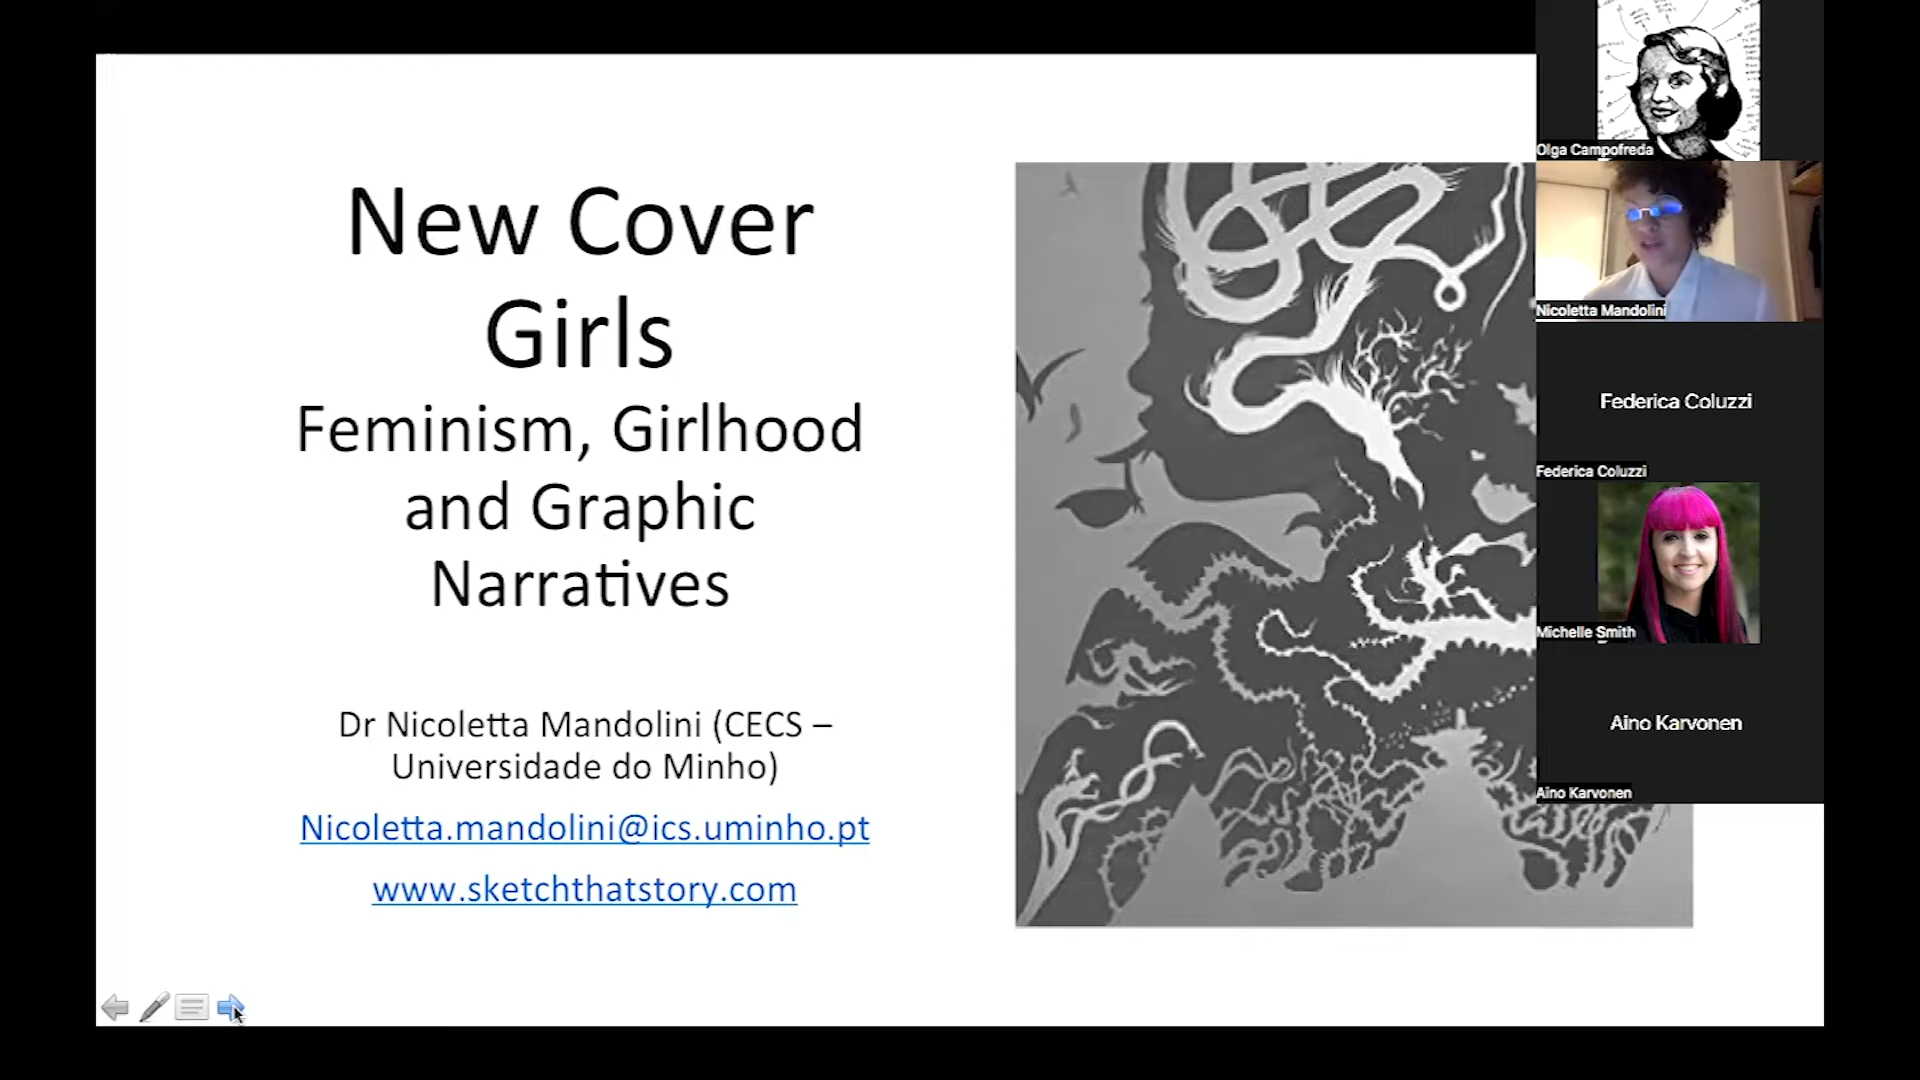 New Cover
Girls
Feminism, Girlhood
and Graphic
Narratives
Dr Nicoletta Mandolini (CECS –
Universidade do Minho)
Nicoletta.mandolini@ics.uminho.pt
www.sketchthatstory.com
Olga Campofreda
Nicoletta Mandolini
Federica Coluzzi
Federica Coluzzi
Michelle Smith
Aino Karvonen
Aino Karvonen